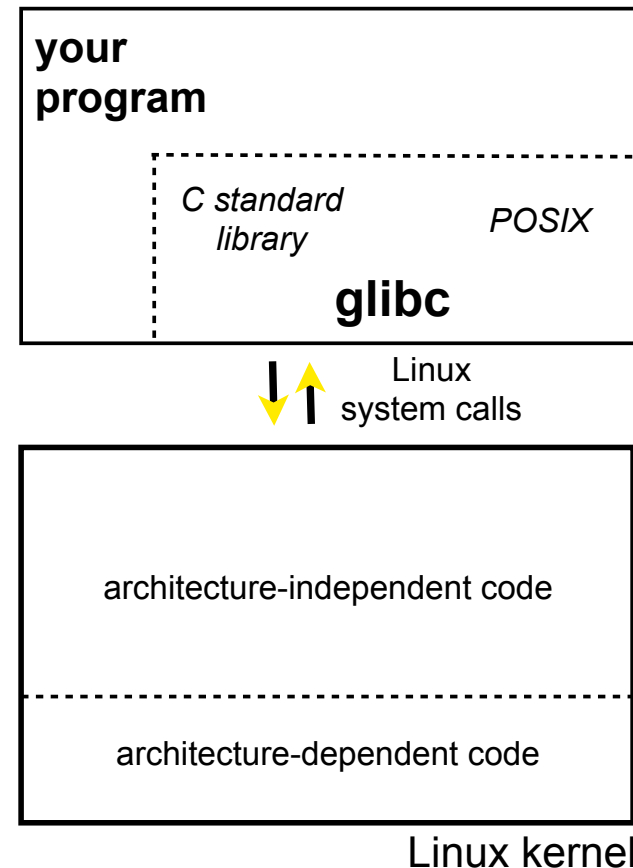 your
program
C standard
library
POSIX
glibc
Linux
system calls
architecture-independent code
architecture-dependent code
Linux kernel